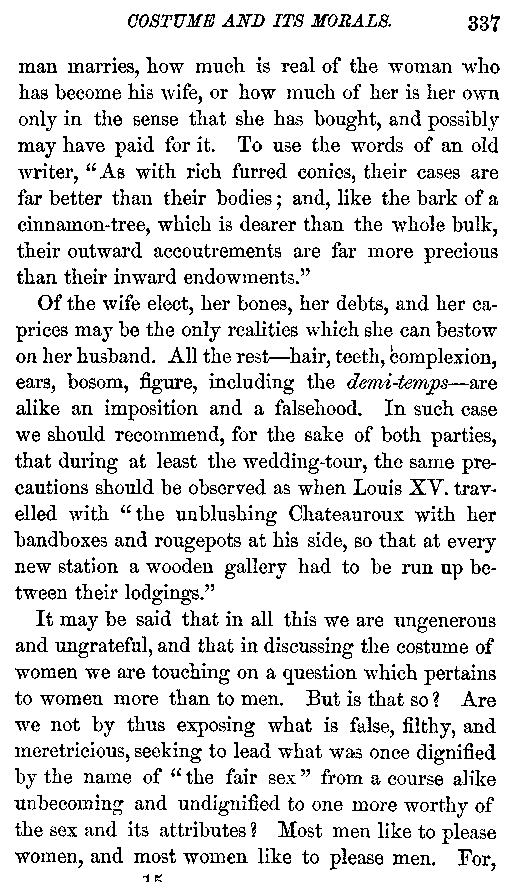 COSTUME AND ITS MORALS. 337
man marries, how much is real of the woman who
has become his wife, or how much of her is her own
only in the sense that she has bought, and possibly
may have paid for it. To use the words of an old
writer, “As with rich furred conies, their cases are
far better than their bodies; and, like the bark of a
cinnamon-tree, which is dearer than the whole bulk,
their outward accoutrements are far more precious
than their inward endowments.”
Of the wife elect, her bones, her debts, and her ca-
prices may be the only realities which she can bestow
on her husband. All the rest—hair, teeth, complexion,
ears, bosom, figure, including the demi-temps—are
alike an imposition and a falsehood. In such case
we should recommend, for the sake of both parties,
that during at least the wedding-tour, the same pre-
cautions should be observed as when Louis XV. trav-
elled with “the unblushing Chateauroux with her
bandboxes and rougepots at his side, so that at every
new station a wooden gallery had to be run up be-
tween their lodgings.”
It may be said that in all this we are ungenerous
and ungrateful, and that in discussing the costume of
women we are touching on a question which pertains
to women more than to men. But is that so? Are
we not by thus exposing what is false, filthy, and
meretricious, seeking to lead what was once dignified
by the name of “the fair sex” from a course alike
unbecoming and undignified to one more worthy of
the sex and its attributes? Most men like to please
women, and most women like to please men. For,
15